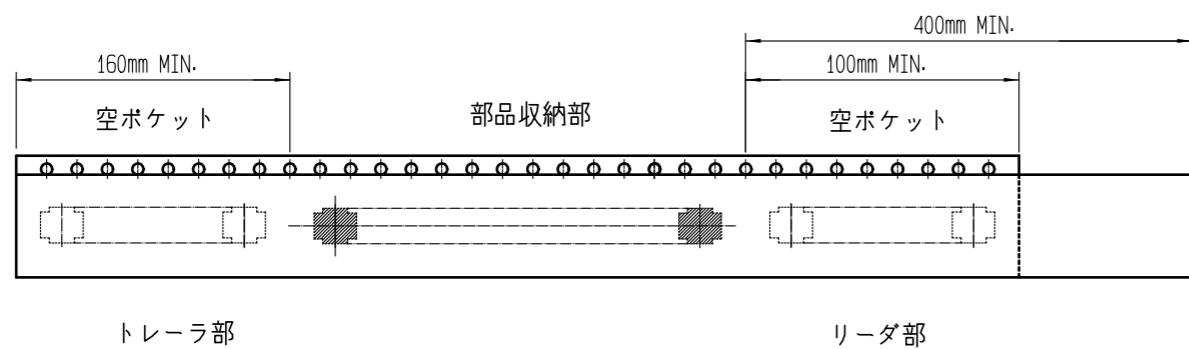 400mm MIN.
160mm MIN.
100mm MIN.
空ポケット
部品収納部
空ポケット
トレーラ部
リーダ部